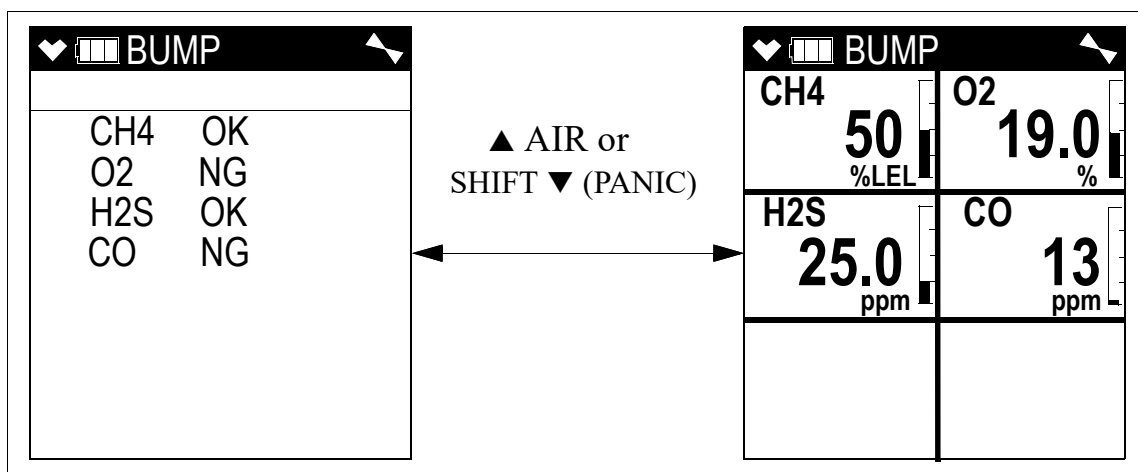 BUMP
CH4 OK
O2 NG
H2S OK
CO NG
▲ AIR or
SHIFT ▼ (PANIC)
BUMP
CH4
50
%LEL
O2
19.0
%
H2S
25.0
ppm
CO
13
ppm